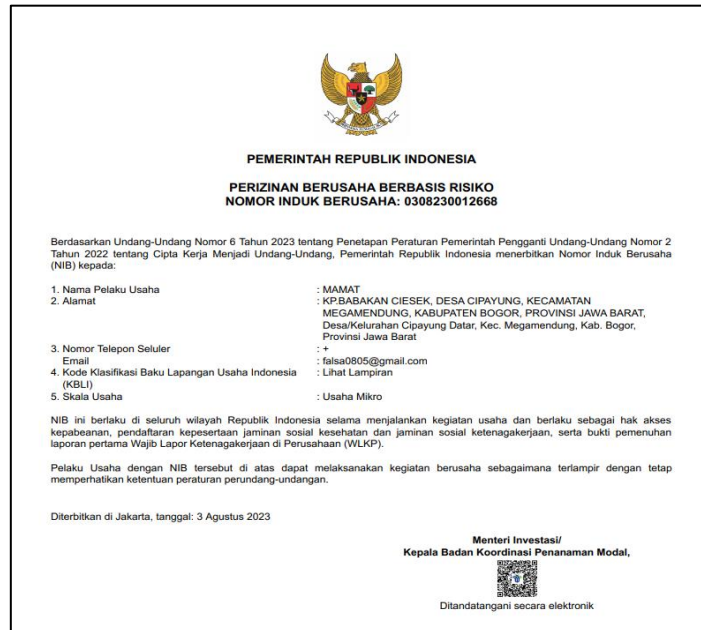 PEMERINTAH REPUBLIK INDONESIA
PERIZINAN BERUSAHA BERBASIS RISIKO
NOMOR INDUK BERUSAHA: 0308230012668
Berdasarkan Undang-Undang Nomor 6 Tahun 2023 tentang Penetapan Peraturan Pemerintah Pengganti Undang-Undang Nomor 2
Tahun 2022 tentang Cipta Kerja Menjadi Undang-Undang, Pemerintah Republik Indonesia menerbitkan Nomor Induk Berusaha
(NIB) kepada:
1. Nama Pelaku Usaha : MAMAT
2. Alamat : KP.BABAKAN CIESEK, DESA CIPAYUNG, KECAMATAN
MEGAMENDUNG, KABUPATEN BOGOR, PROVINSI JAWA BARAT,
Desa/Kelurahan Cipayung Datar, Kec. Megamendung, Kab. Bogor,
Provinsi Jawa Barat
3. Nomor Telepon Seluler : +
Email : falsa0805@gmail.com
4. Kode Klasifikasi Baku Lapangan Usaha Indonesia : Lihat Lampiran
(KBLI)
5. Skala Usaha : Usaha Mikro
NIB ini berlaku di seluruh wilayah Republik Indonesia selama menjalankan kegiatan usaha dan berlaku sebagai hak akses
kepabeanan, pendaftaran kepesertaan jaminan sosial kesehatan dan jaminan sosial ketenagakerjaan, serta bukti pemenuhan
laporan pertama Wajib Lapor Ketenagakerjaan di Perusahaan (WLKP).
Pelaku Usaha dengan NIB tersebut di atas dapat melaksanakan kegiatan berusaha sebagaimana terlampir dengan tetap
memperhatikan ketentuan peraturan perundang-undangan.
Diterbitkan di Jakarta, tanggal: 3 Agustus 2023
Menteri Investasi/
Kepala Badan Koordinasi Penanaman Modal,
Ditandatangani secara elektronik